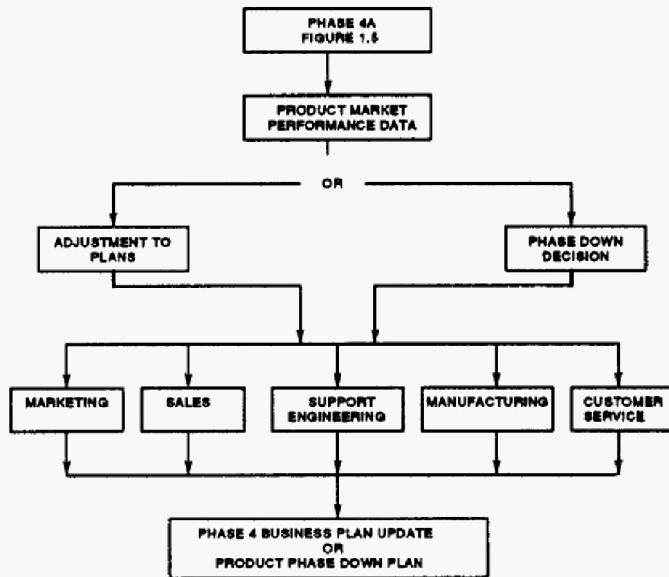 PHASE 4A
FIGURE 1.5
PRODUCT MARKET
PERFORMANCE DATA
OR
ADJUSTMENT TO
PLANS
PHASE DOWN
DECISION
MARKETING
SALES
SUPPORT
ENGINEERING
MANUFACTURING
CUSTOMER
SERVICE
PHASE 4 BUSINESS PLAN UPDATE
OR
PRODUCT PHASE DOWN PLAN